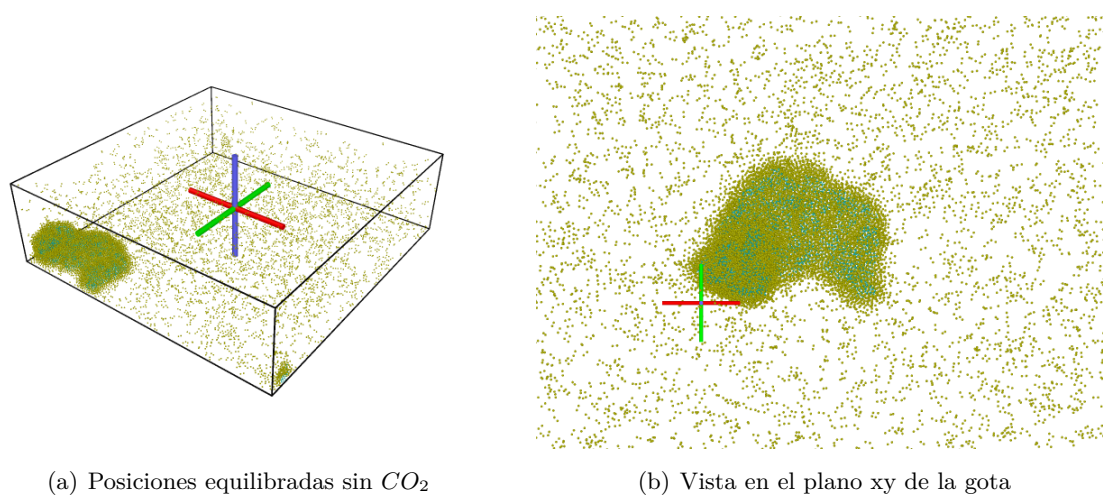 (a) Posiciones equilibradas sin CO₂
(b) Vista en el plano xy de la gota